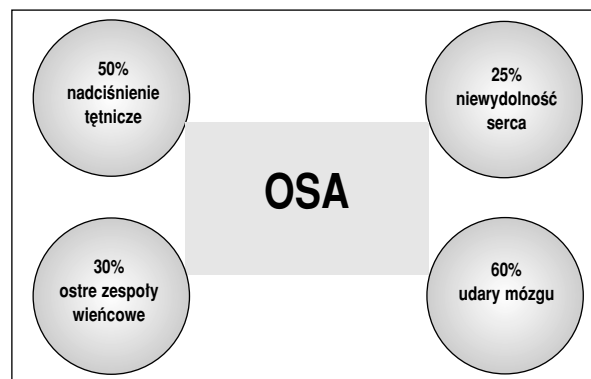 50%
nadciśnienie
tętnicze
25%
niewydolność
serca
OSA
30%
ostre zespoły
wieńcowe
60%
udary mózgu